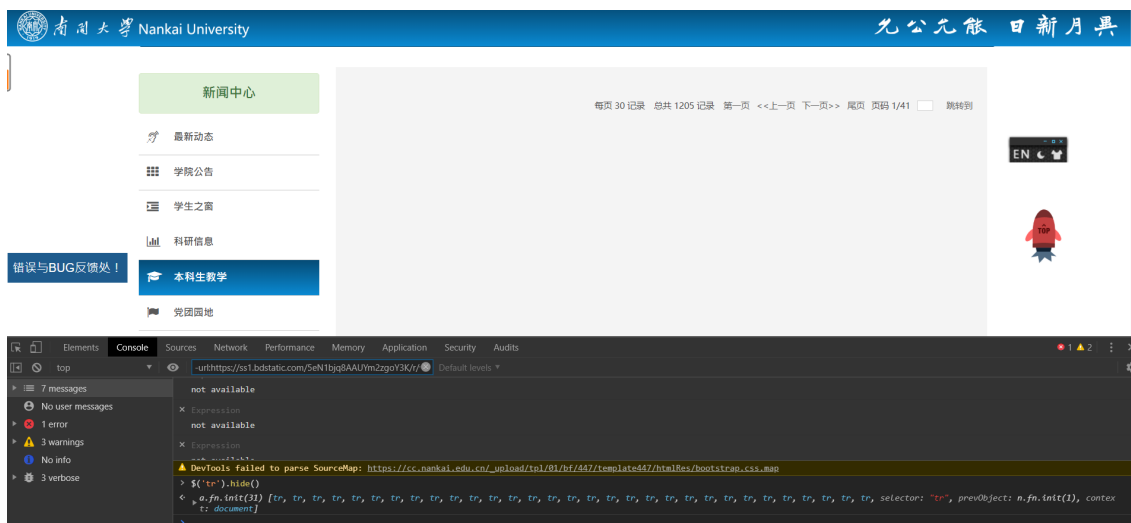 南開大學 Nankai University
允公允能 日新月異
新闻中心
每页 30 记录 总共 1205 记录 第一页 <<上一页 下一页>> 尾页 页码 1/41 跳转到
最新动态
EN
学院公告
学生之窗
TOP
科研信息
错误与BUG反馈处！
本科生教学
党团园地
Elements Console Sources Network Performance Memory Application Security Audits
1 2
top
-url:https://ss1.bdstatic.com/5eN1bjq8AAUYm2zgoY3K/r/
Default levels
7 messages
not available
No user messages
Expression
1 error
not available
3 warnings
Expression
No info
DevTools failed to parse SourceMap: https://cc.nankai.edu.cn/_upload/tpl/01/bf/447/template447/htmlRes/bootstrap.css.map
3 verbose
> $('tr').hide()
a.fn.init(31) [tr, tr, tr, tr, tr, tr, tr, tr, tr, tr, tr, tr, tr, tr, tr, tr, tr, tr, tr, tr, tr, tr, tr, tr, tr, tr, tr, tr, tr, tr, tr, selector: "tr", prevObject: n.fn.init(1), contex
t: document]